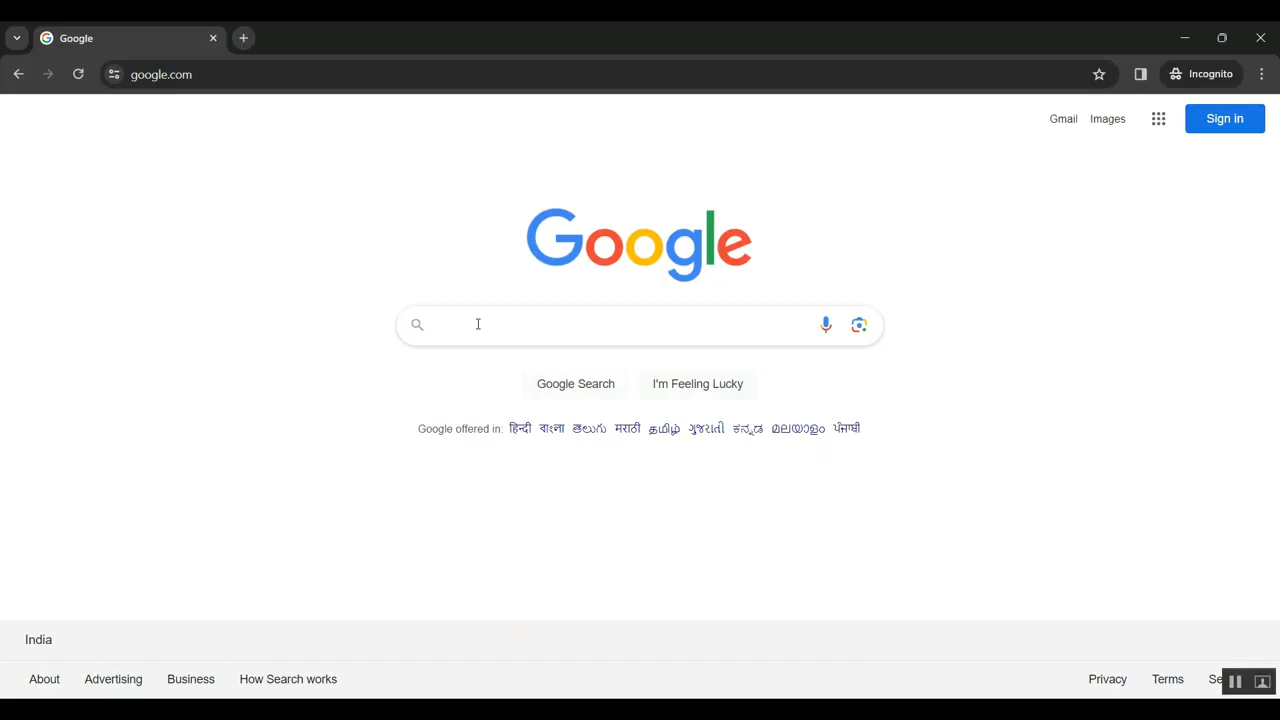 Google
google.com
Incognito
Gmail Images Sign in
Google
Google Search I'm Feeling Lucky
Google offered in: हिन्दी বাংলা తెలుగు मराठी தமிழ் ગુજરાતી ಕನ್ನಡ മലയാളം ਪੰਜਾਬੀ
India
About Advertising Business How Search works Privacy Terms Se